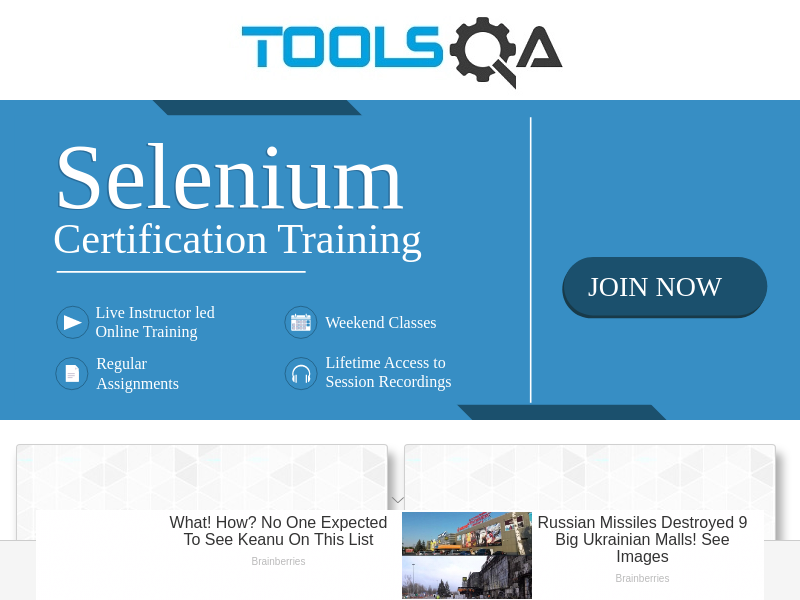 TOOLSQA
Selenium
Certification Training
Live Instructor led
Online Training
Weekend Classes
Regular
Assignments
Lifetime Access to
Session Recordings
JOIN NOW
What! How? No One Expected
To See Keanu On This List
Brainberries
Russian Missiles Destroyed 9
Big Ukrainian Malls! See
Images
Brainberries